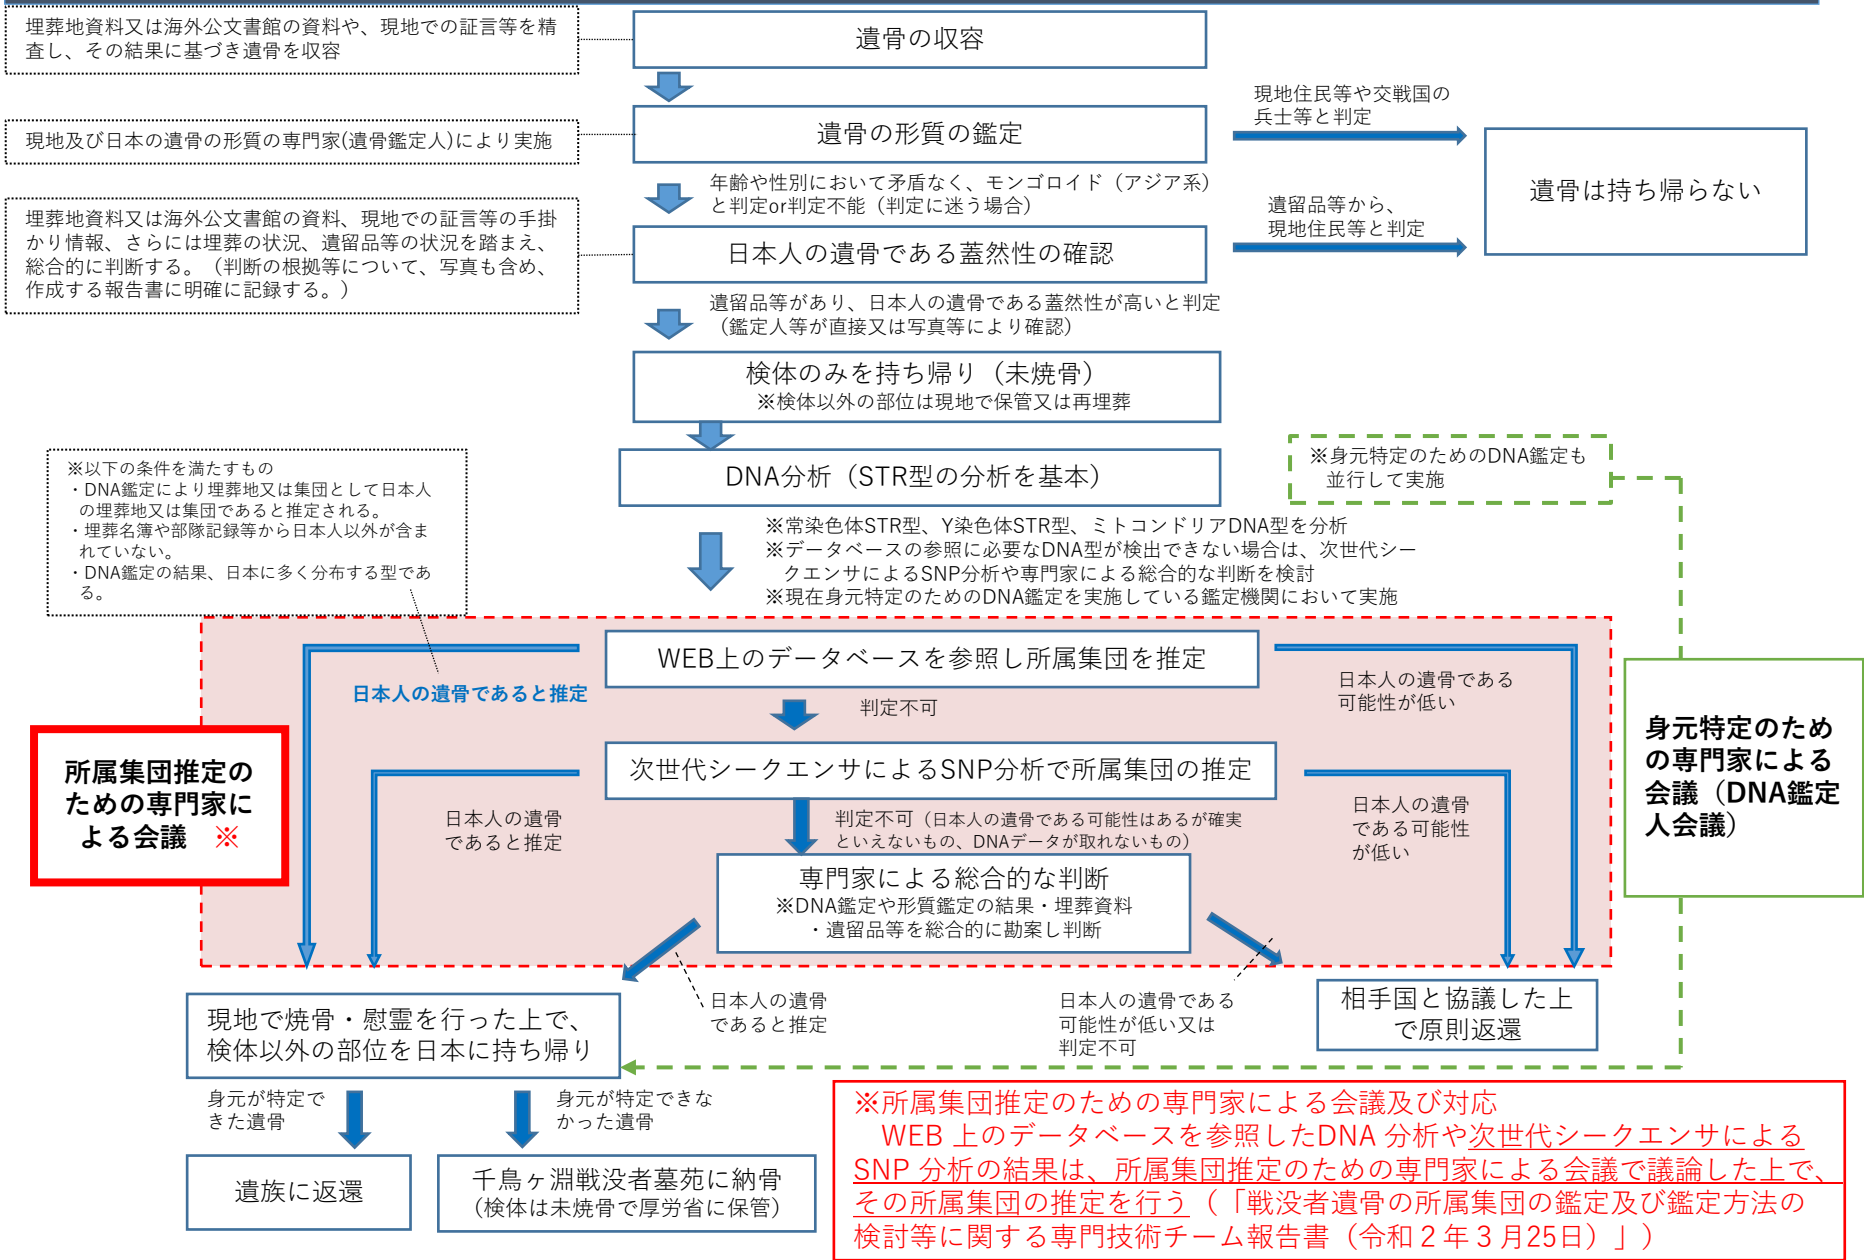 埋葬地資料又は海外公文書館の資料や、現地での証言等を精
査し、その結果に基づき遺骨を収容
遺骨の収容
現地及び日本の遺骨の形質の専門家(遺骨鑑定人)により実施
遺骨の形質の鑑定
現地住民等や交戦国の
兵士等と判定
遺骨は持ち帰らない
年齢や性別において矛盾なく、モンゴロイド（アジア系）
と判定or判定不能（判定に迷う場合）
埋葬地資料又は海外公文書館の資料、現地での証言等の手掛
かり情報、さらには埋葬の状況、遺留品等の状況を踏まえ、
総合的に判断する。（判断の根拠等について、写真も含め、
作成する報告書に明確に記録する。）
日本人の遺骨である蓋然性の確認
遺留品等から、
現地住民等と判定
遺留品等があり、日本人の遺骨である蓋然性が高いと判定
（鑑定人等が直接又は写真等により確認）
検体のみを持ち帰り（未焼骨）
※検体以外の部位は現地で保管又は再埋葬
DNA分析（STR型の分析を基本）
※身元特定のためのDNA鑑定も
並行して実施
※以下の条件を満たすもの
・DNA鑑定により埋葬地又は集団として日本人
の埋葬地又は集団であると推定される。
・埋葬名簿や部隊記録等から日本人以外が含ま
れていない。
・DNA鑑定の結果、日本に多く分布する型であ
る。
※常染色体STR型、Y染色体STR型、ミトコンドリアDNA型を分析
※データベースの参照に必要なDNA型が検出できない場合は、次世代シー
クエンサによるSNP分析や専門家による総合的な判断を検討
※現在身元特定のためのDNA鑑定を実施している鑑定機関において実施
WEB上のデータベースを参照し所属集団を推定
日本人の遺骨であると推定
判定不可
日本人の遺骨である
可能性が低い
所属集団推定の
ための専門家に
よる会議　※
身元特定のため
の専門家による
会議（DNA鑑定
人会議）
次世代シークエンサによるSNP分析で所属集団の推定
日本人の遺骨
であると推定
判定不可（日本人の遺骨である可能性はあるが確実
といえないもの、DNAデータが取れないもの）
日本人の遺骨
である可能性
が低い
専門家による総合的な判断
※DNA鑑定や形質鑑定の結果・埋葬資料
・遺留品等を総合的に勘案し判断
日本人の遺骨
であると推定
日本人の遺骨である
可能性が低い又は
判定不可
現地で焼骨・慰霊を行った上で、
検体以外の部位を日本に持ち帰り
相手国と協議した上
で原則返還
身元が特定で
きた遺骨
身元が特定できな
かった遺骨
遺族に返還
千鳥ヶ淵戦没者墓苑に納骨
（検体は未焼骨で厚労省に保管）
※所属集団推定のための専門家による会議及び対応
WEB 上のデータベースを参照したDNA 分析や次世代シークエンサによる
SNP 分析の結果は、所属集団推定のための専門家による会議で議論した上で、
その所属集団の推定を行う（「戦没者遺骨の所属集団の鑑定及び鑑定方法の
検討等に関する専門技術チーム報告書（令和２年３月25日）」）